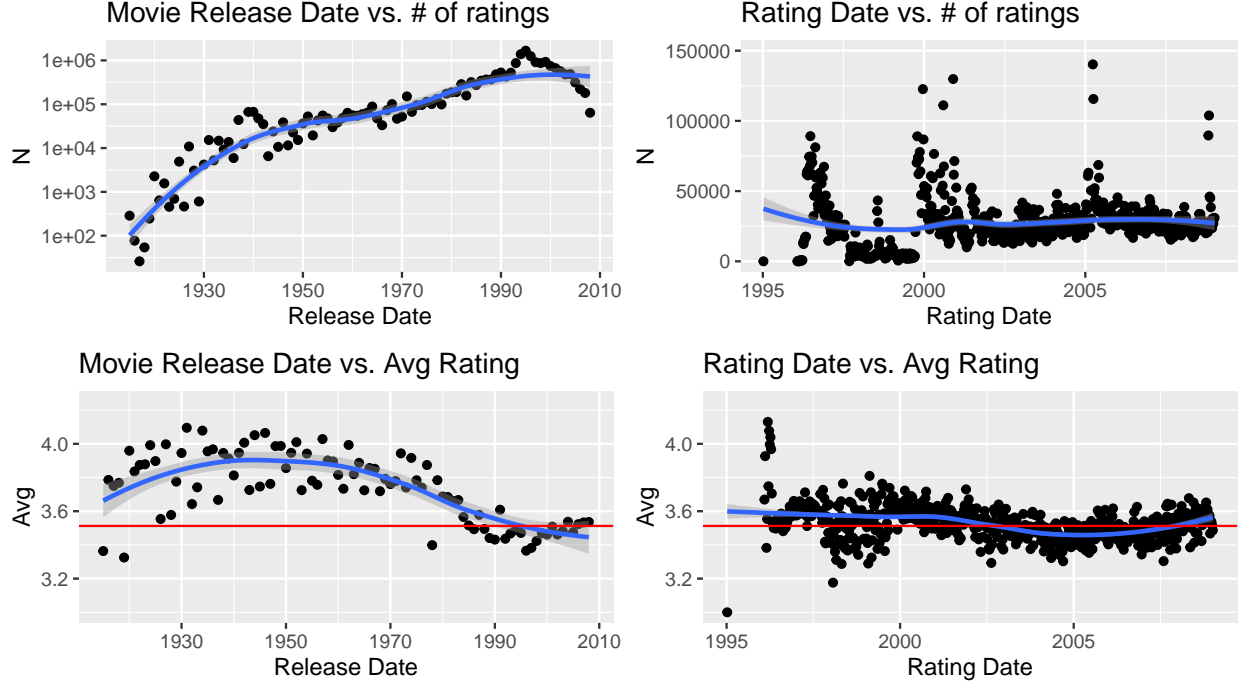 Movie Release Date vs. # of ratings
1e+06
1e+05
1e+04
1e+03
1e+02
N
1930
1950
1970
1990
2010
Release Date
Rating Date vs. # of ratings
150000
100000
50000
0
N
1995
2000
2005
Rating Date
Movie Release Date vs. Avg Rating
4.0
3.6
3.2
Avg
1930
1950
1970
1990
2010
Release Date
Rating Date vs. Avg Rating
4.0
3.6
3.2
Avg
1995
2000
2005
Rating Date